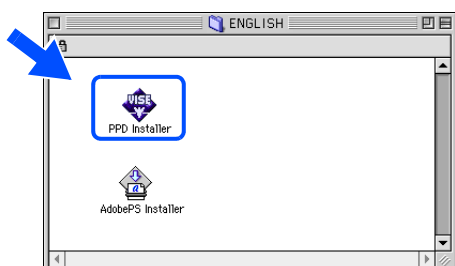 ENGLISH
VISE
PPD Installer
a
AdobePS Installer